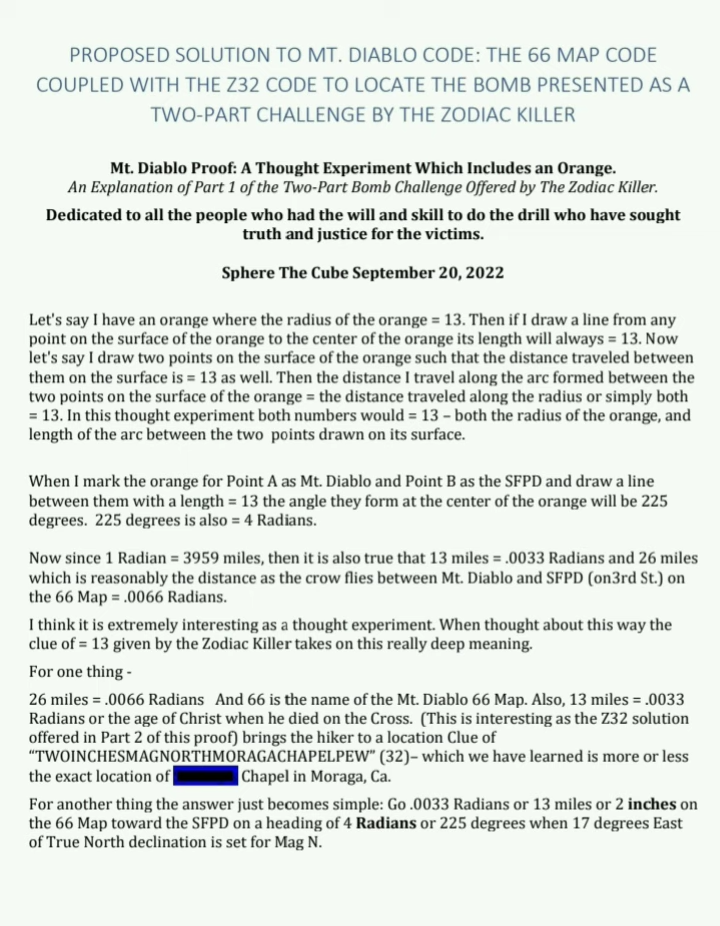 PROPOSED SOLUTION TO MT. DIABLO CODE: THE 66 MAP CODE
COUPLED WITH THE Z32 CODE TO LOCATE THE BOMB PRESENTED AS A
TWO-PART CHALLENGE BY THE ZODIAC KILLER
Mt. Diablo Proof: A Thought Experiment Which Includes an Orange.
An Explanation of Part 1 of the Two-Part Bomb Challenge Offered by The Zodiac Killer.
Dedicated to all the people who had the will and skill to do the drill who have sought
truth and justice for the victims.
Sphere The Cube September 20, 2022
Let's say I have an orange where the radius of the orange = 13. Then if I draw a line from any
point on the surface of the orange to the center of the orange its length will always = 13. Now
let's say I draw two points on the surface of the orange such that the distance traveled between
them on the surface is = 13 as well. Then the distance I travel along the arc formed between the
two points on the surface of the orange = the distance traveled along the radius or simply both
= 13. In this thought experiment both numbers would = 13 – both the radius of the orange, and
length of the arc between the two points drawn on its surface.
When I mark the orange for Point A as Mt. Diablo and Point B as the SFPD and draw a line
between them with a length = 13 the angle they form at the center of the orange will be 225
degrees. 225 degrees is also = 4 Radians.
Now since 1 Radian = 3959 miles, then it is also true that 13 miles = .0033 Radians and 26 miles
which is reasonably the distance as the crow flies between Mt. Diablo and SFPD (on3rd St.) on
the 66 Map = .0066 Radians.
I think it is extremely interesting as a thought experiment. When thought about this way the
clue of = 13 given by the Zodiac Killer takes on this really deep meaning.
For one thing -
26 miles = .0066 Radians And 66 is the name of the Mt. Diablo 66 Map. Also, 13 miles = .0033
Radians or the age of Christ when he died on the Cross. (This is interesting as the Z32 solution
offered in Part 2 of this proof) brings the hiker to a location Clue of
“TWOINCHESMAGNORTHMORAGACHAPELPEW” (32)– which we have learned is more or less
the exact location of Chapel in Moraga, Ca.
For another thing the answer just becomes simple: Go .0033 Radians or 13 miles or 2 inches on
the 66 Map toward the SFPD on a heading of 4 Radians or 225 degrees when 17 degrees East
of True North declination is set for Mag N.